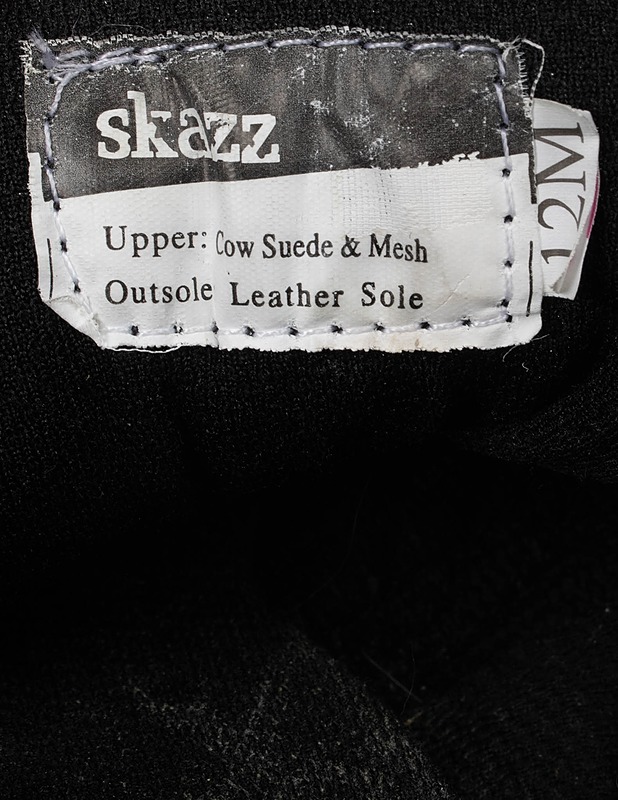 skazz
Upper: Cow Suede & Mesh
Outsole Leather Sole
12M